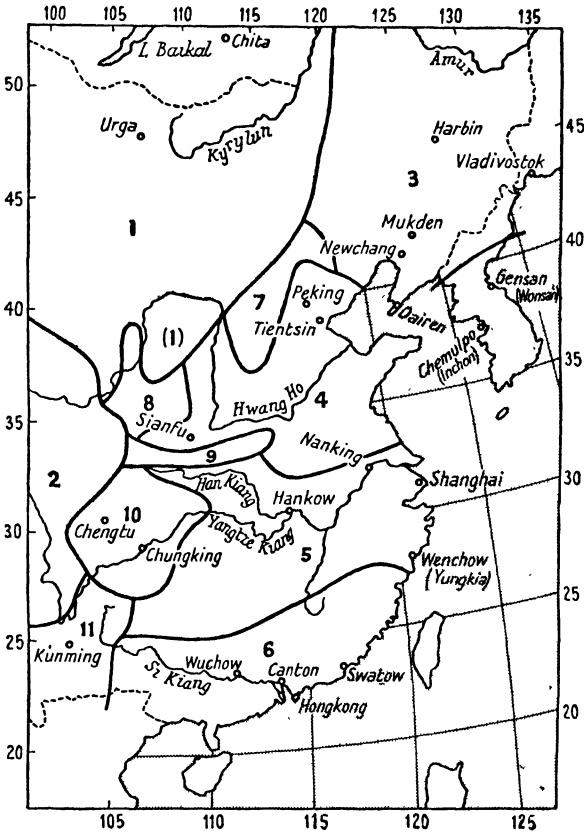 100 105 110 115 120 125 130 135
L. Baikal
Chita
Amur
50
Urga
Kyrylun
Harbin
45
Vladivostok
3
45
1
Mukden
Newchang
40
7
Peking
Gensan
(Wonsan)
40
(1)
Tientsin
Dairen
Chemulpo
(Inchon)
35
8
Hwang Ho
4
35
Sianfu
9
Nanking
2
Han Kiang
Shanghai
30
10
Hankow
Chengtu
Yangtze Kiang
30
Chungking
5
Wenchow
(Yungkia)
25
11
25
6
Kunming
Wuchow
Canton
Swatow
Si Kiang
Hongkong
20
20
105 110 115 120 125